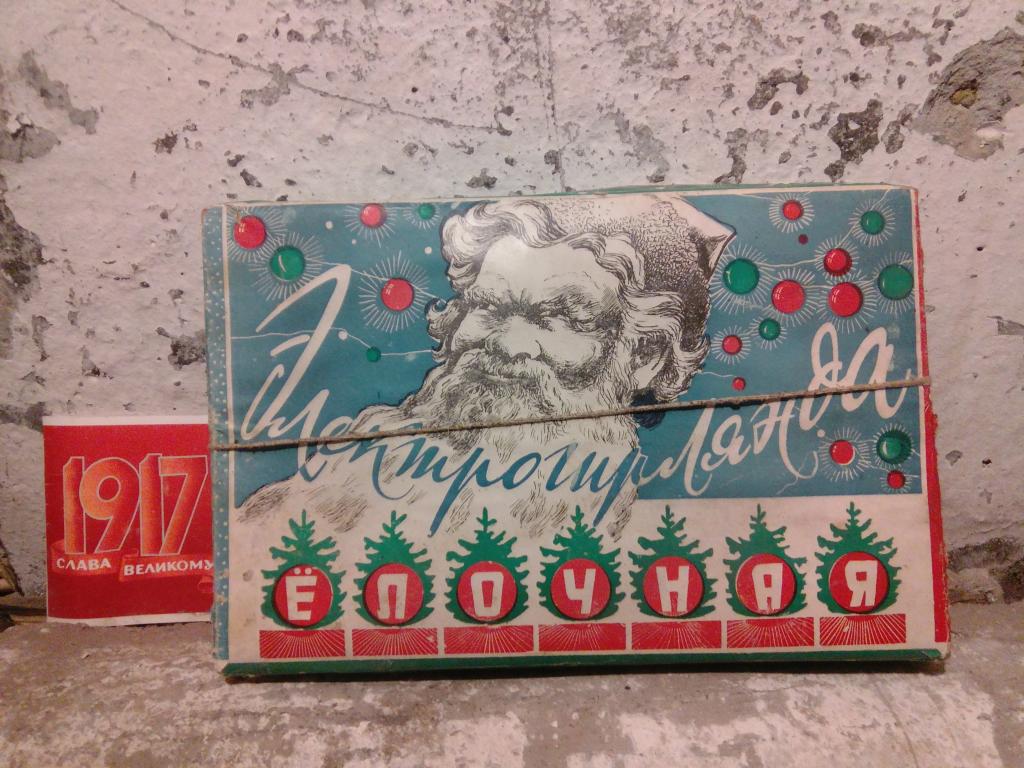 Электрогирлянда
ЁЛОЧНАЯ
1917
СЛАВА ВЕЛИКОМУ